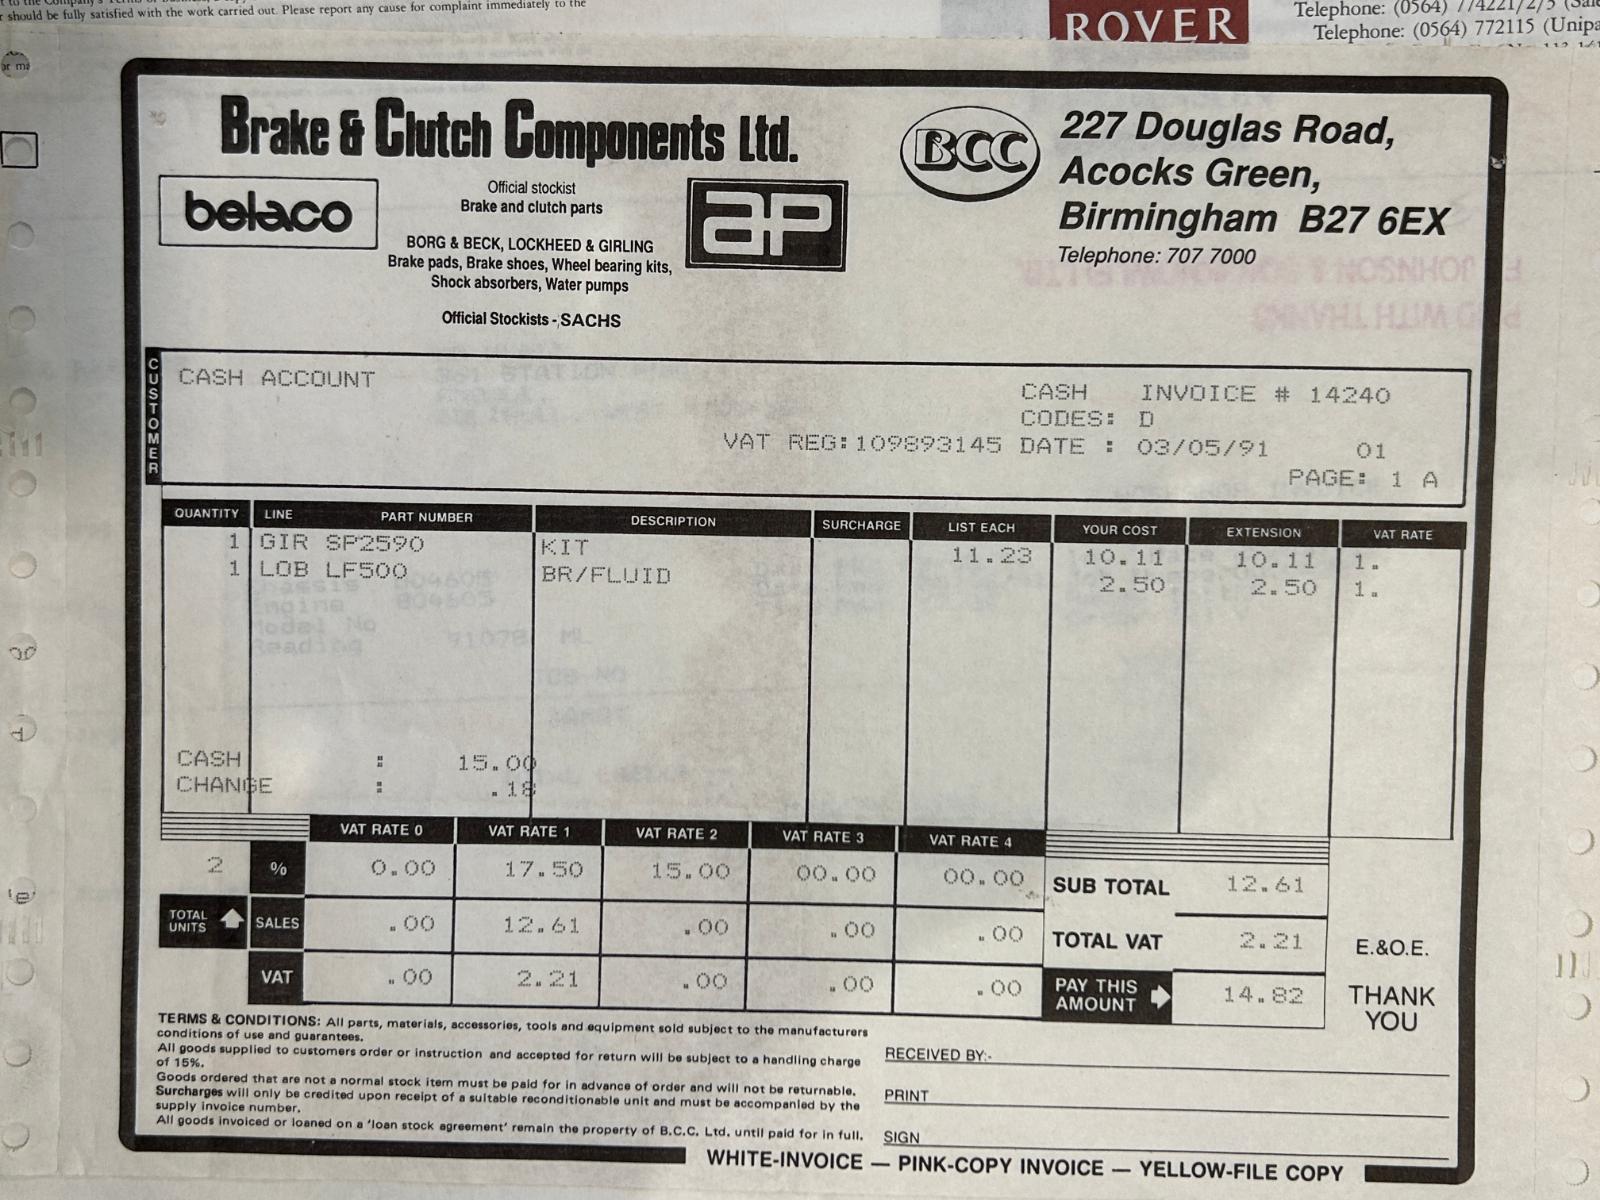 r should be fully satisfied with the work carried out. Please report any cause for complaint immediately to the
ROVER
Telephone: (0564) 774221/2/3 (Sal
Telephone: (0564) 772115 (Unipa
Brake & Clutch Components Ltd.
BCC
227 Douglas Road,
Acocks Green,
Birmingham B27 6EX
Telephone: 707 7000
belaco
Official stockist
Brake and clutch parts
BORG & BECK, LOCKHEED & GIRLING
Brake pads, Brake shoes, Wheel bearing kits,
Shock absorbers, Water pumps
Official Stockists - SACHS
aP
CUSTOMER
CASH ACCOUNT
CASH INVOICE # 14240
CODES: D
VAT REG:109893145 DATE : 03/05/91 01
PAGE: 1 A
QUANTITY LINE PART NUMBER DESCRIPTION SURCHARGE LIST EACH YOUR COST EXTENSION VAT RATE
1 GIR SP2590 KIT 11.23 10.11 10.11 1.
1 LOB LF500 BR/FLUID 2.50 2.50 1.
CASH : 15.00
CHANGE : .18
VAT RATE 0 VAT RATE 1 VAT RATE 2 VAT RATE 3 VAT RATE 4
2 % 0.00 17.50 15.00 00.00 00.00 SUB TOTAL 12.61
TOTAL UNITS SALES .00 12.61 .00 .00 .00 TOTAL VAT 2.21 E.&O.E.
VAT .00 2.21 .00 .00 .00 PAY THIS AMOUNT 14.82
THANK
YOU
TERMS & CONDITIONS: All parts, materials, accessories, tools and equipment sold subject to the manufacturers
conditions of use and guarantees.
All goods supplied to customers order or instruction and accepted for return will be subject to a handling charge
of 15%.
Goods ordered that are not a normal stock item must be paid for in advance of order and will not be returnable.
Surcharges will only be credited upon receipt of a suitable reconditionable unit and must be accompanied by the
supply invoice number.
All goods invoiced or loaned on a 'loan stock agreement' remain the property of B.C.C. Ltd. until paid for in full.
RECEIVED BY:-
PRINT
SIGN
WHITE-INVOICE — PINK-COPY INVOICE — YELLOW-FILE COPY